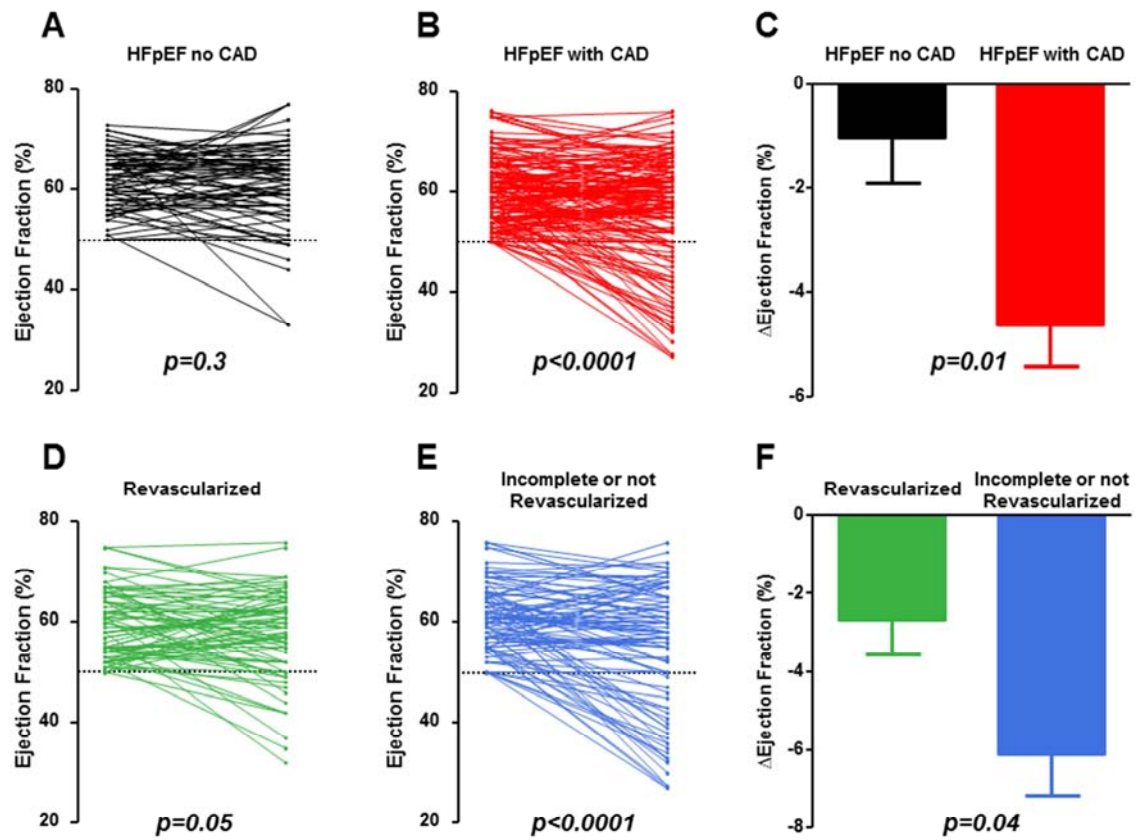 A
HFpEF no CAD
Ejection Fraction (%)
80
60
40
20
p=0.3
B
HFpEF with CAD
Ejection Fraction (%)
80
60
40
20
p<0.0001
C
HFpEF no CAD
HFpEF with CAD
ΔEjection Fraction (%)
0
-2
-4
-6
p=0.01
D
Revascularized
Ejection Fraction (%)
80
60
40
20
p=0.05
E
Incomplete or not
Revascularized
Ejection Fraction (%)
80
60
40
20
p<0.0001
F
Revascularized
Incomplete or not
Revascularized
ΔEjection Fraction (%)
0
-2
-4
-6
-8
p=0.04